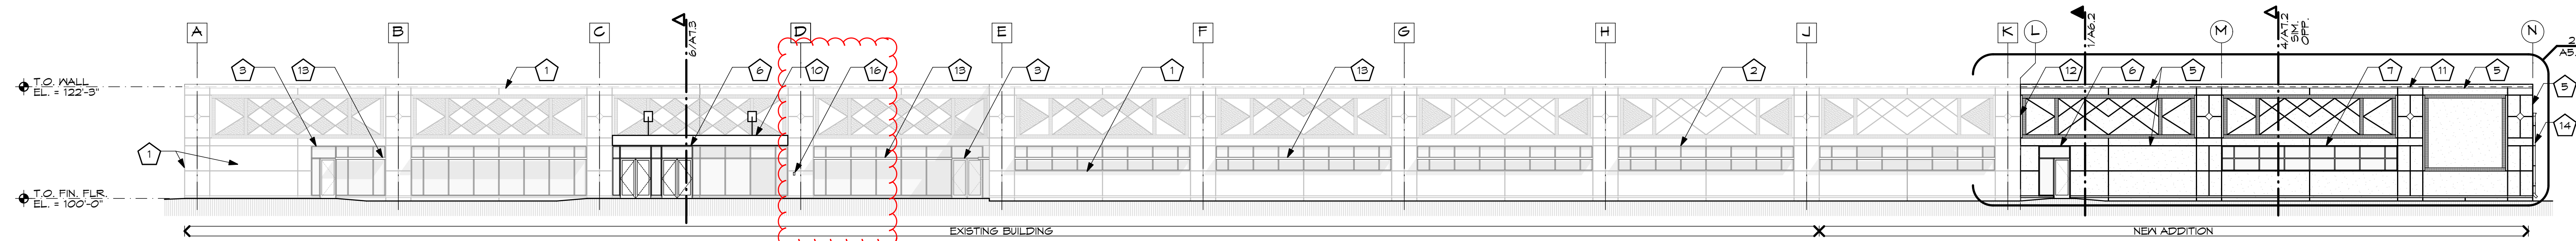 A B C D E F G H J K L M N
6/A7.3
1/A6.2
4/A7.2
SIM.
OPP.
2
A5.
T.O. WALL
EL. = 122'-3"
3 13 1 6 10 16 13 3 1 13 2 12 6 5 7 11 5
5
14
1
T.O. FIN. FLR.
EL. = 100'-0"
EXISTING BUILDING NEW ADDITION